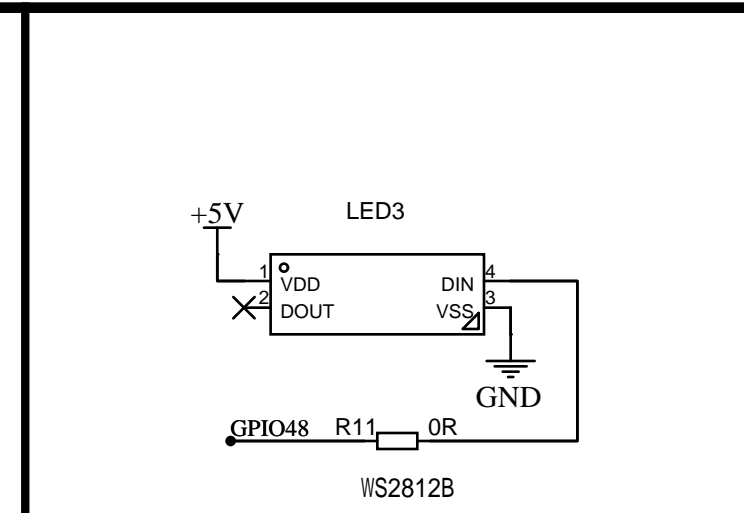 +5V LED3
1 VDD DIN 4
2 DOUT VSS 3
GND
GPIO48 R11 0R
WS2812B